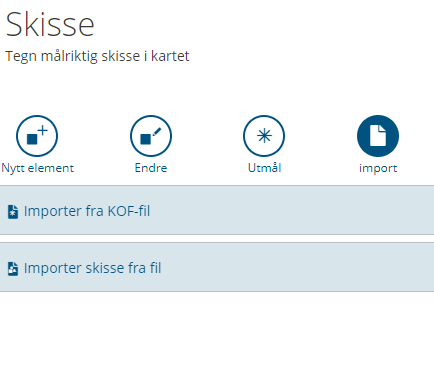 Skisse
Tegn målriktig skisse i kartet
Nytt element
Endre
Utmål
import
Importer fra KOF-fil
Importer skisse fra fil